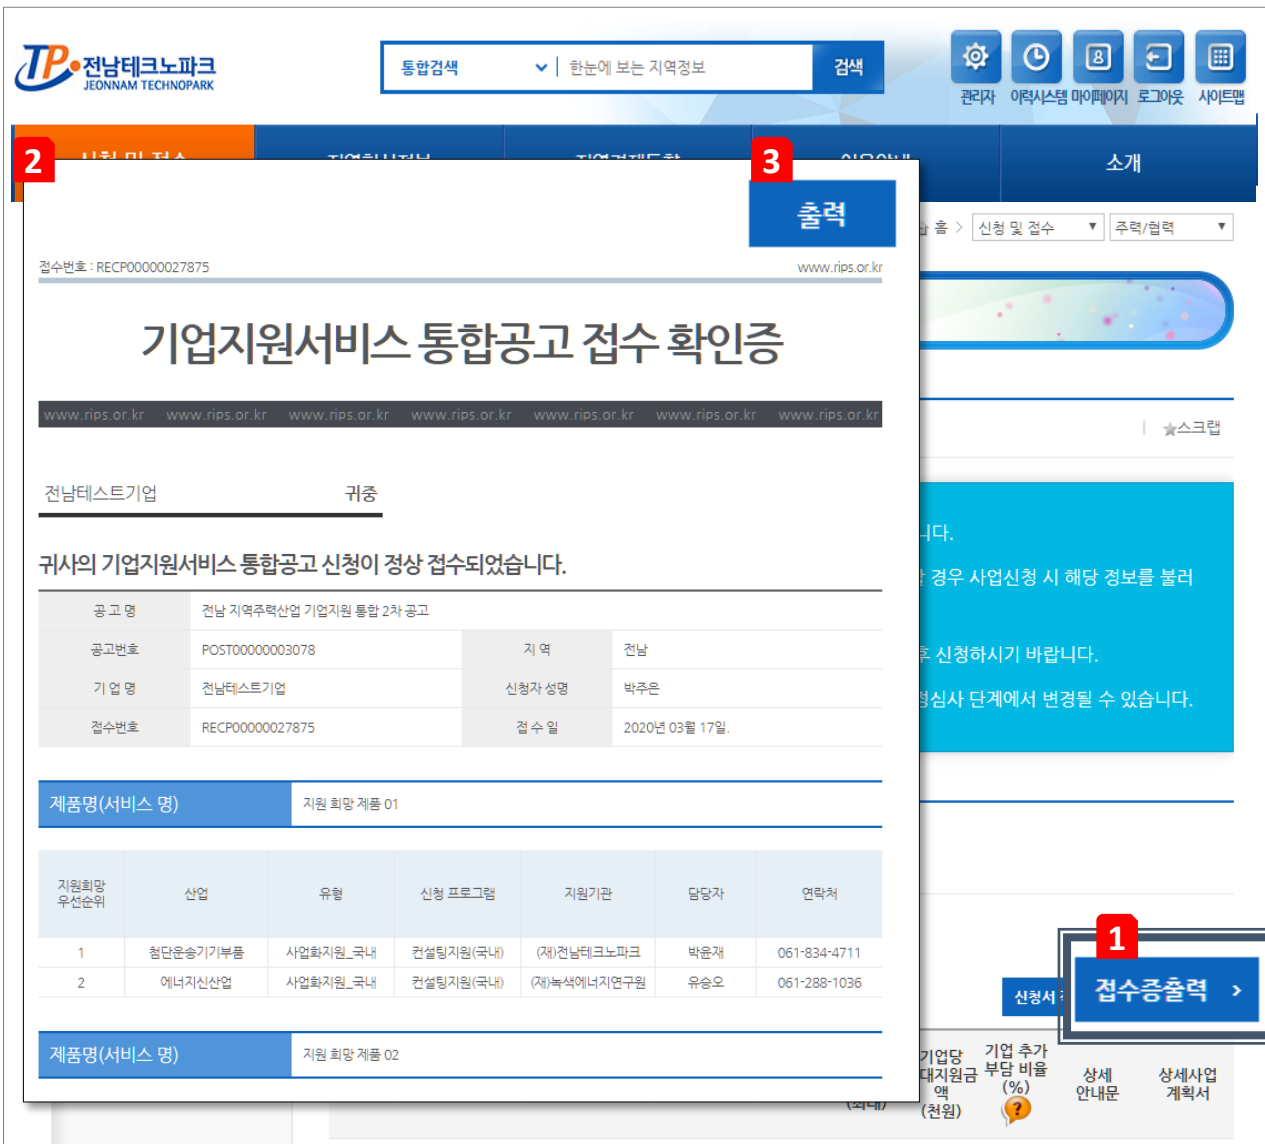 TP 전남테크노파크
JEONNAM TECHNOPARK
통합검색 한눈에 보는 지역정보 검색
관리자 이력시스템 마이페이지 로그아웃 사이트맵
2
3
소개
출력
홈 > 신청 및 접수 ▼ 주력/협력 ▼
접수번호 : RECP00000027875 www.rips.or.kr
기업지원서비스 통합공고 접수 확인증
www.rips.or.kr www.rips.or.kr www.rips.or.kr www.rips.or.kr www.rips.or.kr www.rips.or.kr www.rips.or.kr
★스크랩
전남테스트기업 귀중
니다.
귀사의 기업지원서비스 통합공고 신청이 정상 접수되었습니다.
경우 사업신청 시 해당 정보를 불러
공 고 명 전남 지역주력산업 기업지원 통합 2차 공고
공고번호 POST00000003078 지 역 전남
후 신청하시기 바랍니다.
기 업 명 전남테스트기업 신청자 성명 박주은
정심사 단계에서 변경될 수 있습니다.
접수번호 RECP00000027875 접 수 일 2020년 03월 17일.
제품명(서비스 명) 지원 희망 제품 01
지원희망
우선순위 산업 유형 신청 프로그램 지원기관 담당자 연락처
1 첨단운송기기부품 사업화지원_국내 컨설팅지원(국내) (재)전남테크노파크 박윤재 061-834-4711
2 에너지신산업 사업화지원_국내 컨설팅지원(국내) (재)녹색에너지연구원 유승오 061-288-1036
1
신청서
접수증출력 >
제품명(서비스 명) 지원 희망 제품 02
기업당
대지원금
액
(천원)
기업 추가
부담 비율
(%)
?
상세
안내문
상세사업
계획서